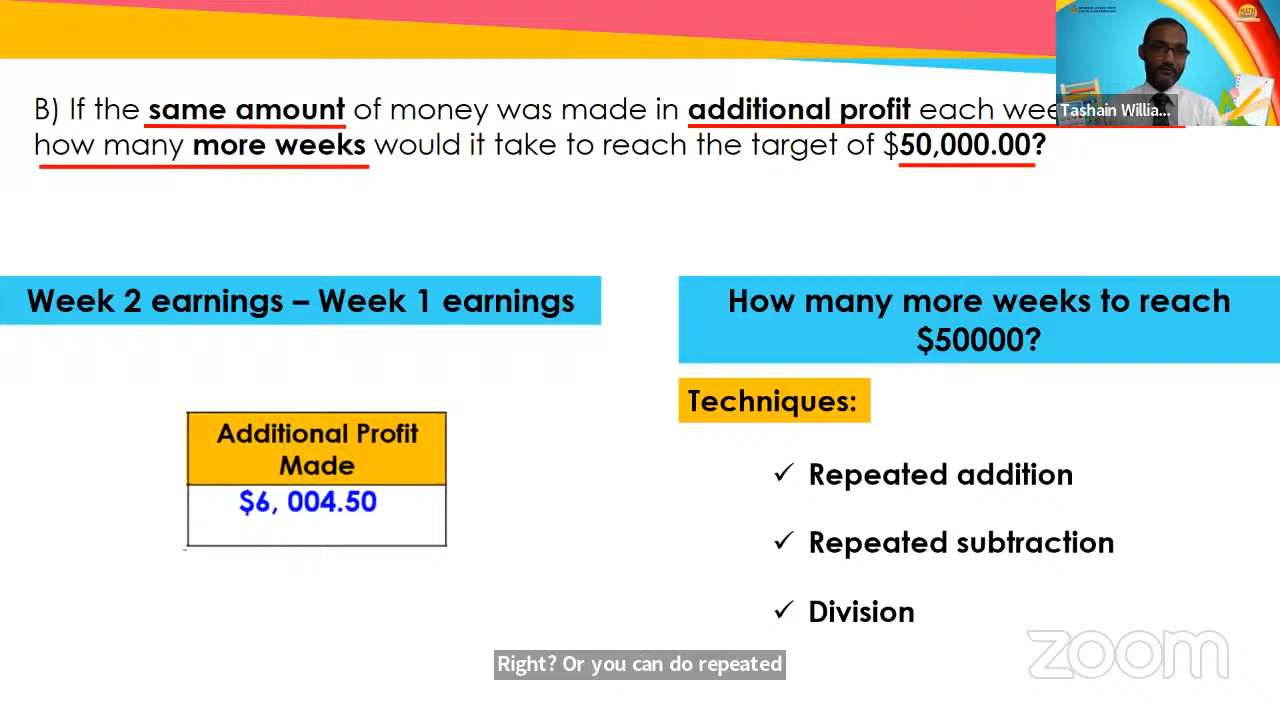 B) If the same amount of money was made in additional profit each wee
how many more weeks would it take to reach the target of $50,000.00?
Tashain Willia...
MATH
Week 2 earnings – Week 1 earnings
How many more weeks to reach
$50000?
Techniques:
Additional Profit
Made
$6, 004.50
✓ Repeated addition
✓ Repeated subtraction
✓ Division
Right? Or you can do repeated
zoom